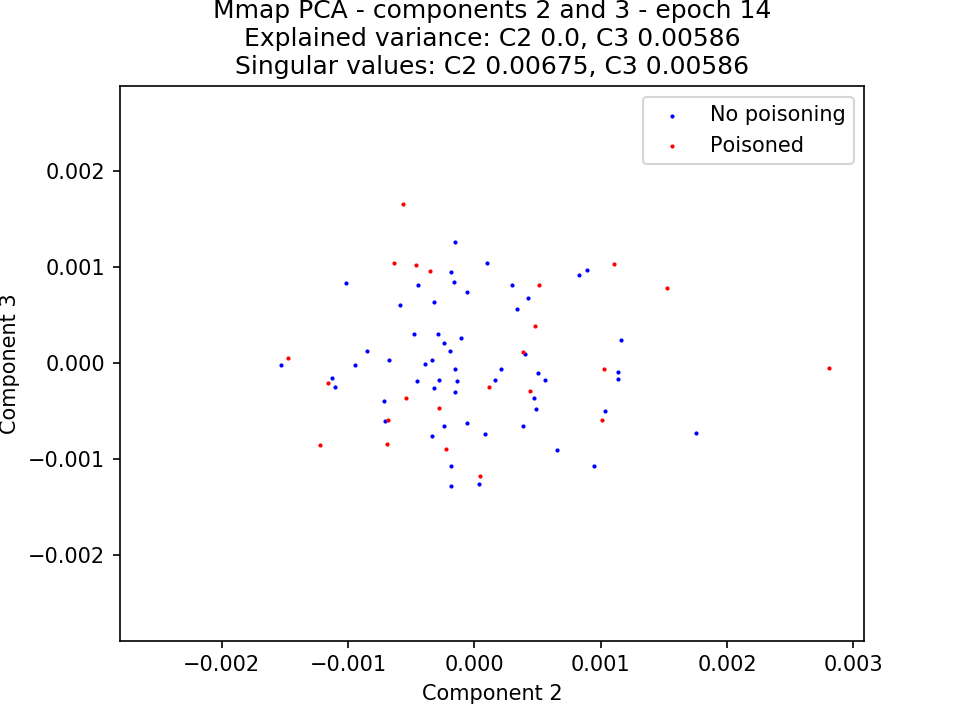 Mmap PCA - components 2 and 3 - epoch 14
Explained variance: C2 0.0, C3 0.00586
Singular values: C2 0.00675, C3 0.00586
No poisoning
Poisoned
0.002
0.001
0.000
−0.001
−0.002
Component 3
−0.002
−0.001
0.000
0.001
0.002
0.003
Component 2